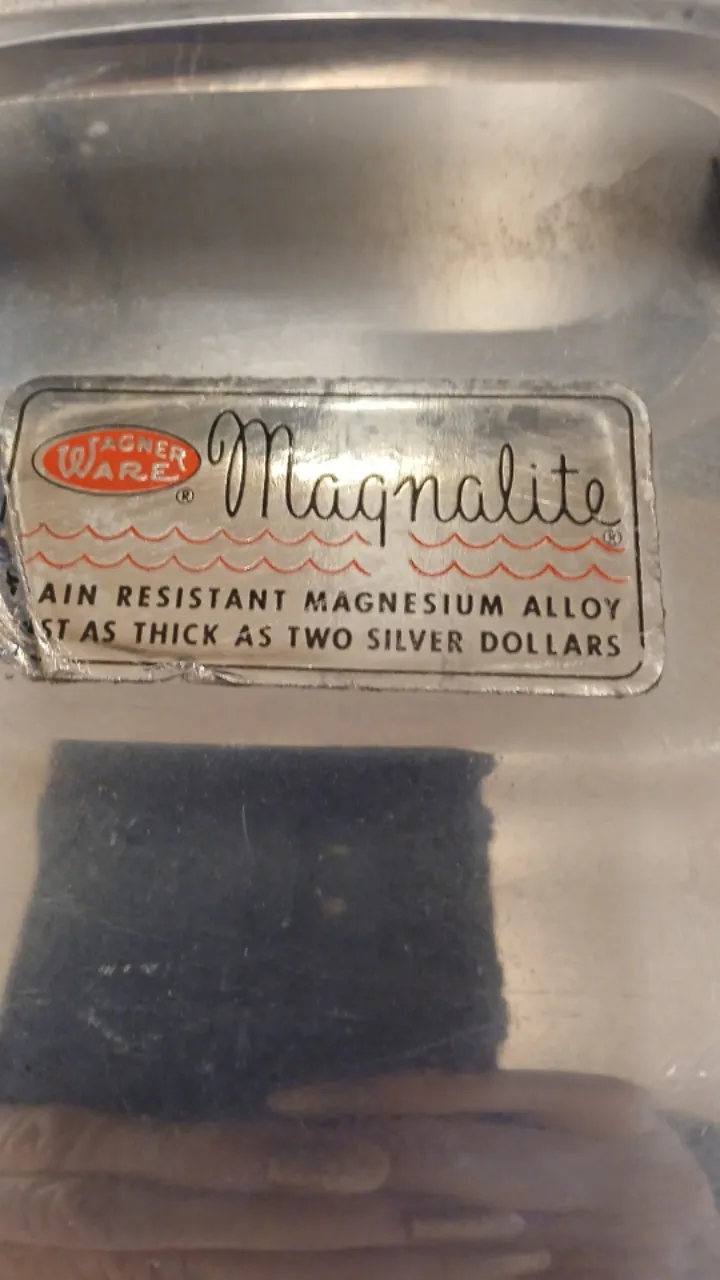 WAGNER
WARE ® Magnalite ®
AIN RESISTANT MAGNESIUM ALLOY
ST AS THICK AS TWO SILVER DOLLARS